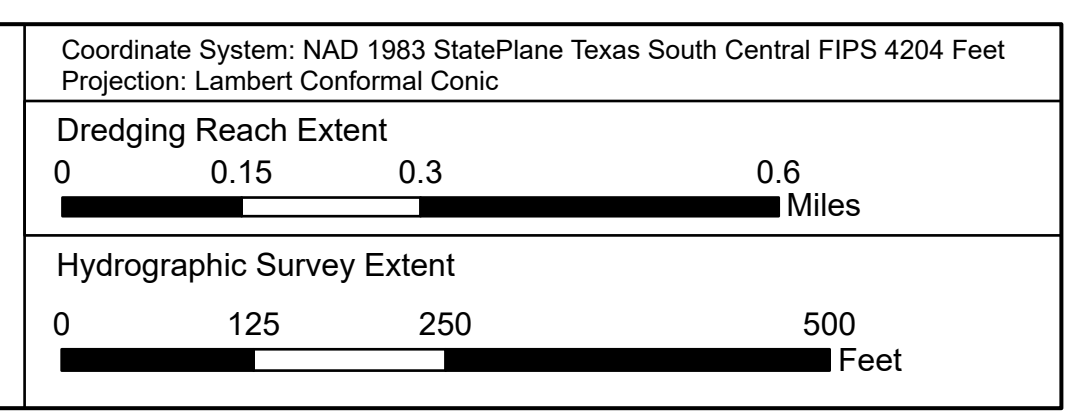 Coordinate System: NAD 1983 StatePlane Texas South Central FIPS 4204 Feet
Projection: Lambert Conformal Conic
Dredging Reach Extent
0 0.15 0.3 0.6
Miles
Hydrographic Survey Extent
0 125 250 500
Feet